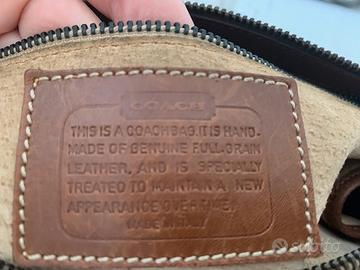 COACH
THIS IS A COACH BAG. IT IS HAND-
MADE OF GENUINE FULL GRAIN
LEATHER, AND IS SPECIALLY
TREATED TO MAINTAIN A NEW
APPEARANCE OVER TIME.
MADE IN ITALY
subito